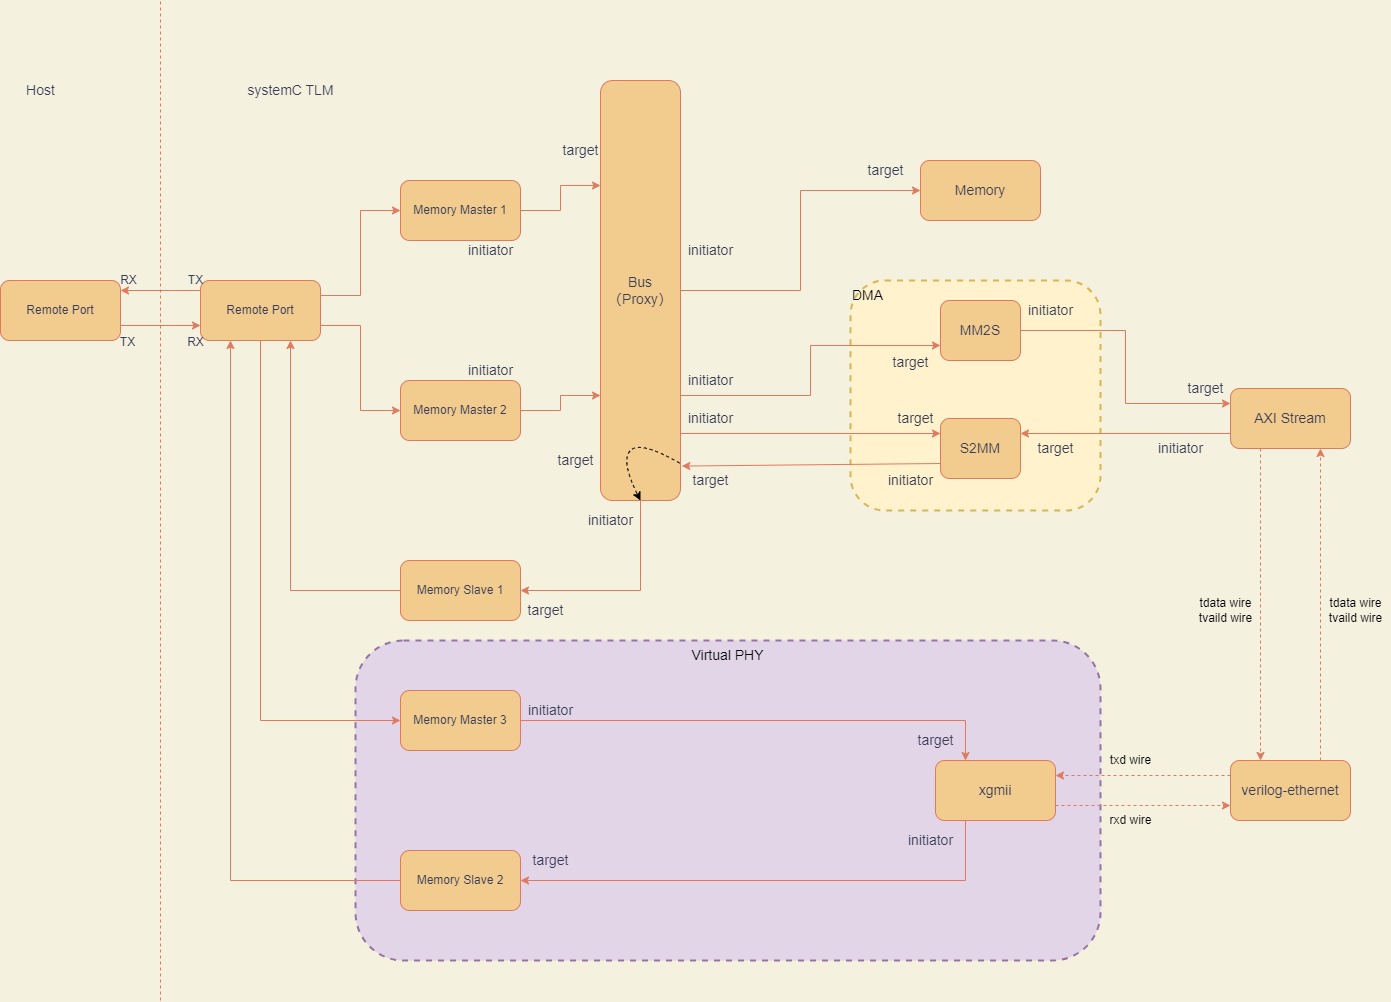 Host
systemC TLM
target
Memory Master 1
initiator
target
Memory
initiator
Bus
(Proxy)
RX
TX
Remote Port
Remote Port
TX
RX
DMA
MM2S
initiator
target
initiator
initiator
Memory Master 2
initiator
target
S2MM
target
initiator
target
AXI Stream
initiator
target
target
initiator
Memory Slave 1
target
tdata wire
tvaild wire
tdata wire
tvaild wire
Virtual PHY
Memory Master 3
initiator
target
xgmii
initiator
txd wire
rxd wire
verilog-ethernet
target
Memory Slave 2